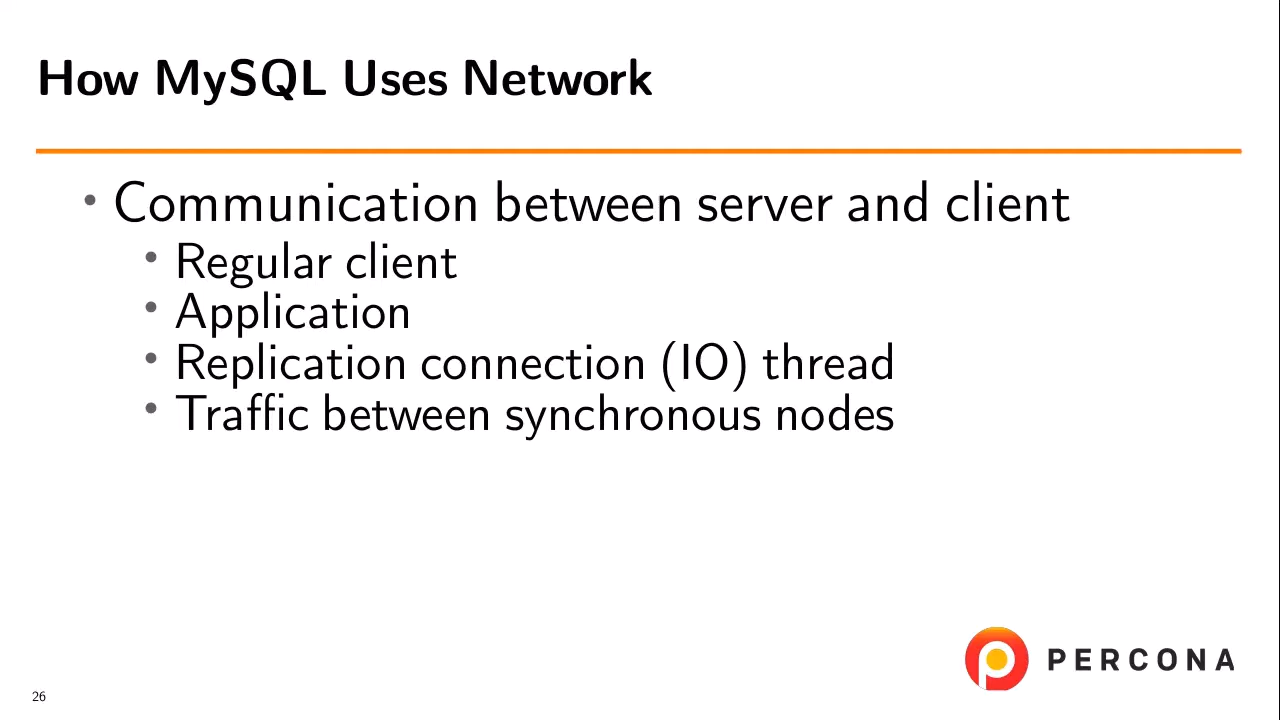 How MySQL Uses Network
• Communication between server and client
• Regular client
• Application
• Replication connection (IO) thread
• Traffic between synchronous nodes
PERCONA
26